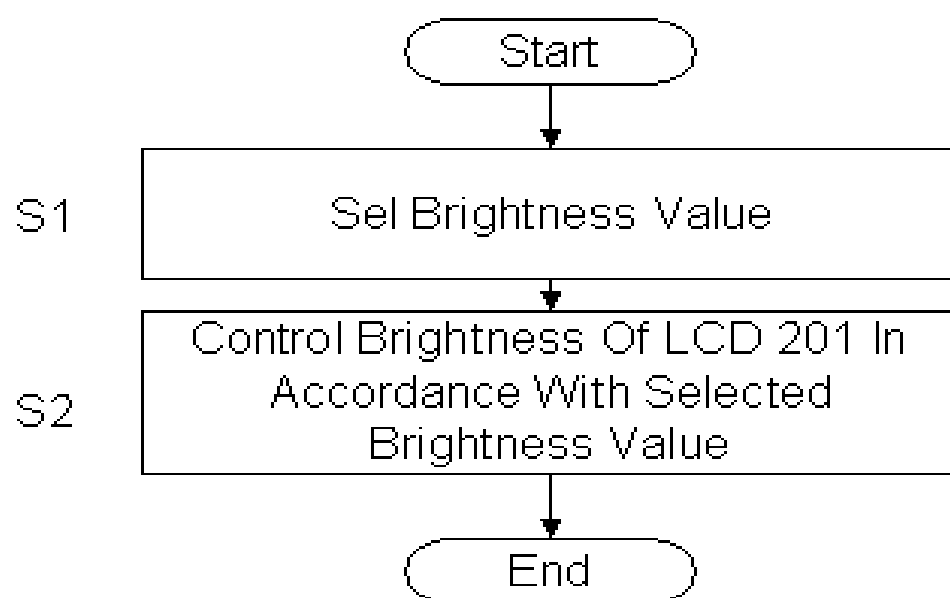 Start
S1
Sel Brightness Value
S2
Control Brightness Of LCD 201 In
Accordance With Selected
Brightness Value
End